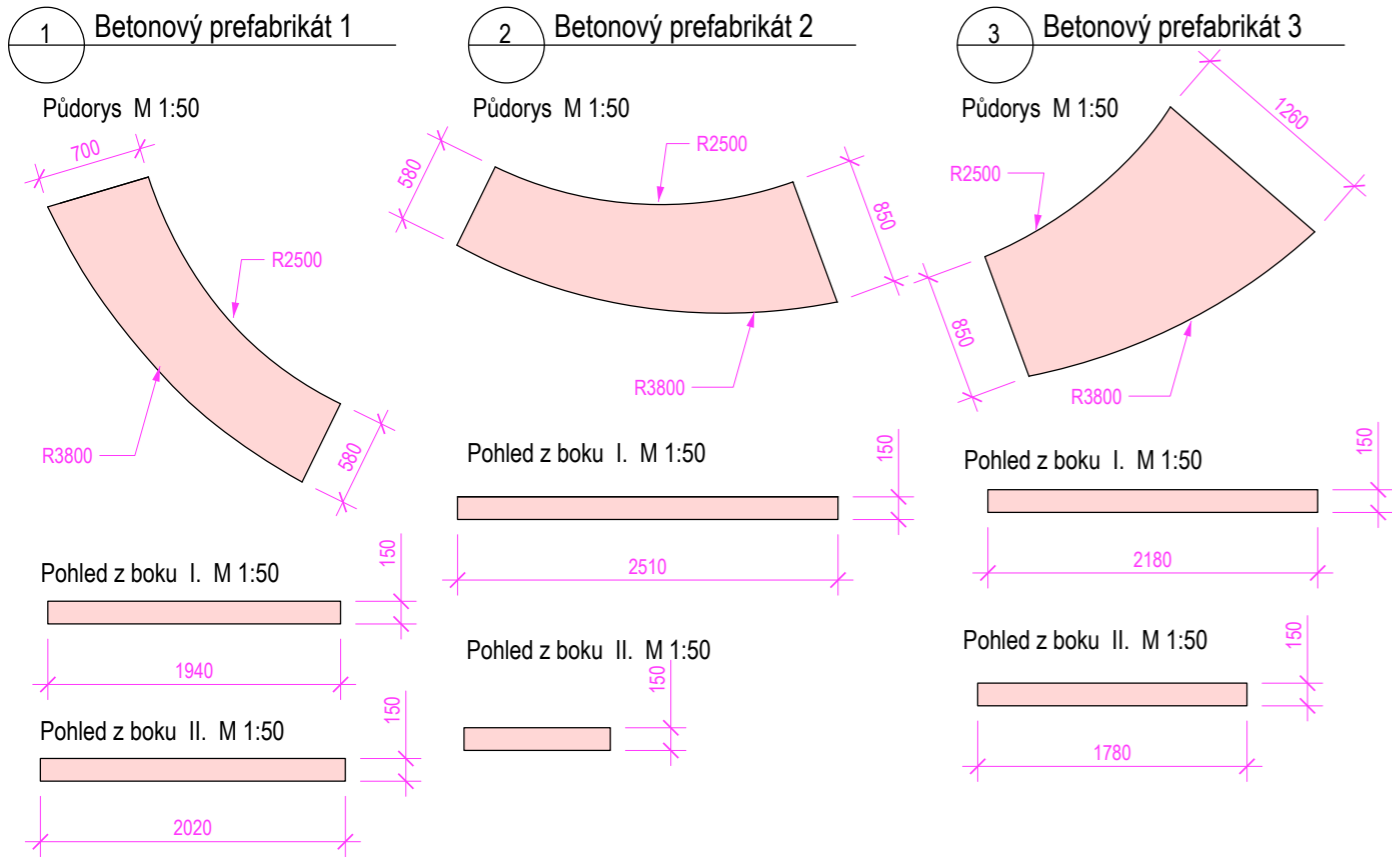 1 Betonový prefabrikát 1
Půdorys M 1:50
700
R2500
R3800
580
Pohled z boku I. M 1:50
150
1940
Pohled z boku II. M 1:50
150
2020
2 Betonový prefabrikát 2
Půdorys M 1:50
580
R2500
850
R3800
Pohled z boku I. M 1:50
150
2510
Pohled z boku II. M 1:50
150
3 Betonový prefabrikát 3
Půdorys M 1:50
1260
R2500
850
R3800
Pohled z boku I. M 1:50
150
2180
Pohled z boku II. M 1:50
150
1780